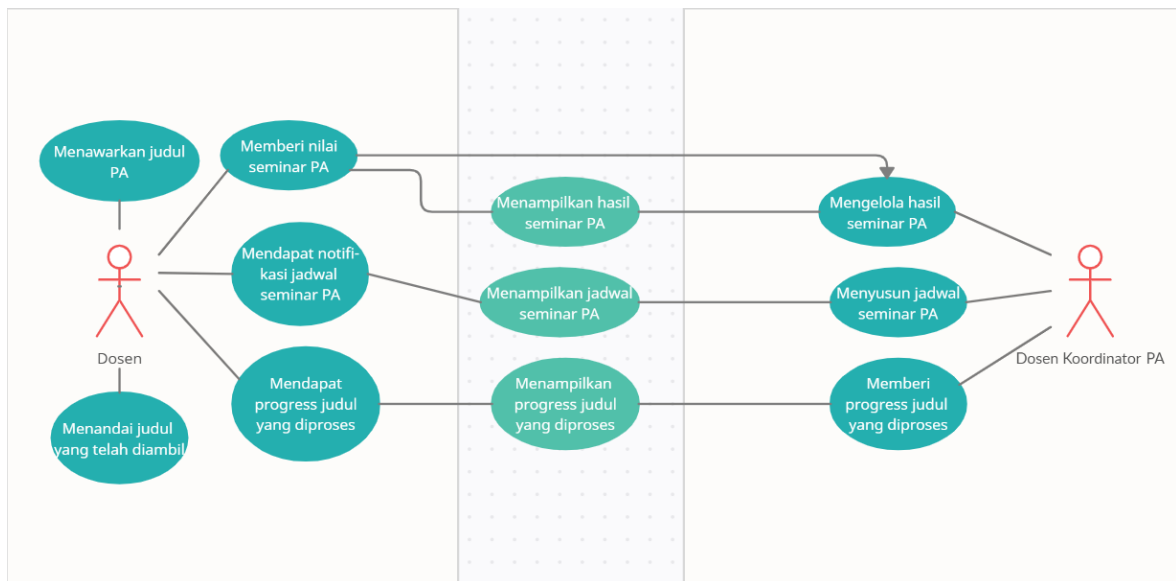 Menawarkan judul
PA
Memberi nilai
seminar PA
Mendapat notifi-
kasi jadwal
seminar PA
Dosen
Mendapat
progress judul
yang diproses
Menandai judul
yang telah diambil
Menampilkan hasil
seminar PA
Menampilkan jadwal
seminar PA
Menampilkan
progress judul
yang diproses
Mengelola hasil
seminar PA
Menyusun jadwal
seminar PA
Memberi
progress judul
yang diproses
Dosen Koordinator PA